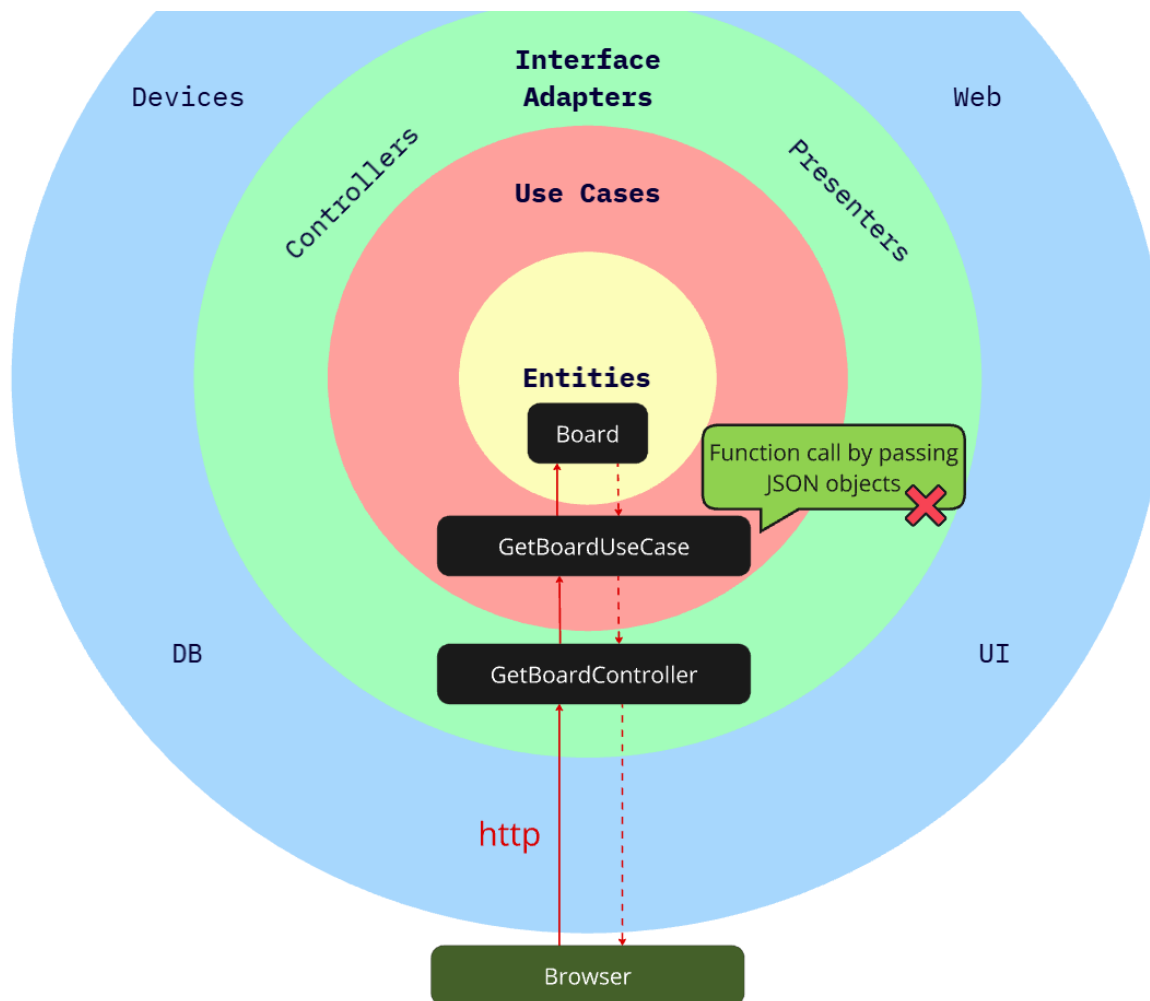 Interface
Adapters
Devices
Web
Controllers
Presenters
Use Cases
Entities
Board
Function call by passing
JSON objects
GetBoardUseCase
DB
UI
GetBoardController
http
Browser